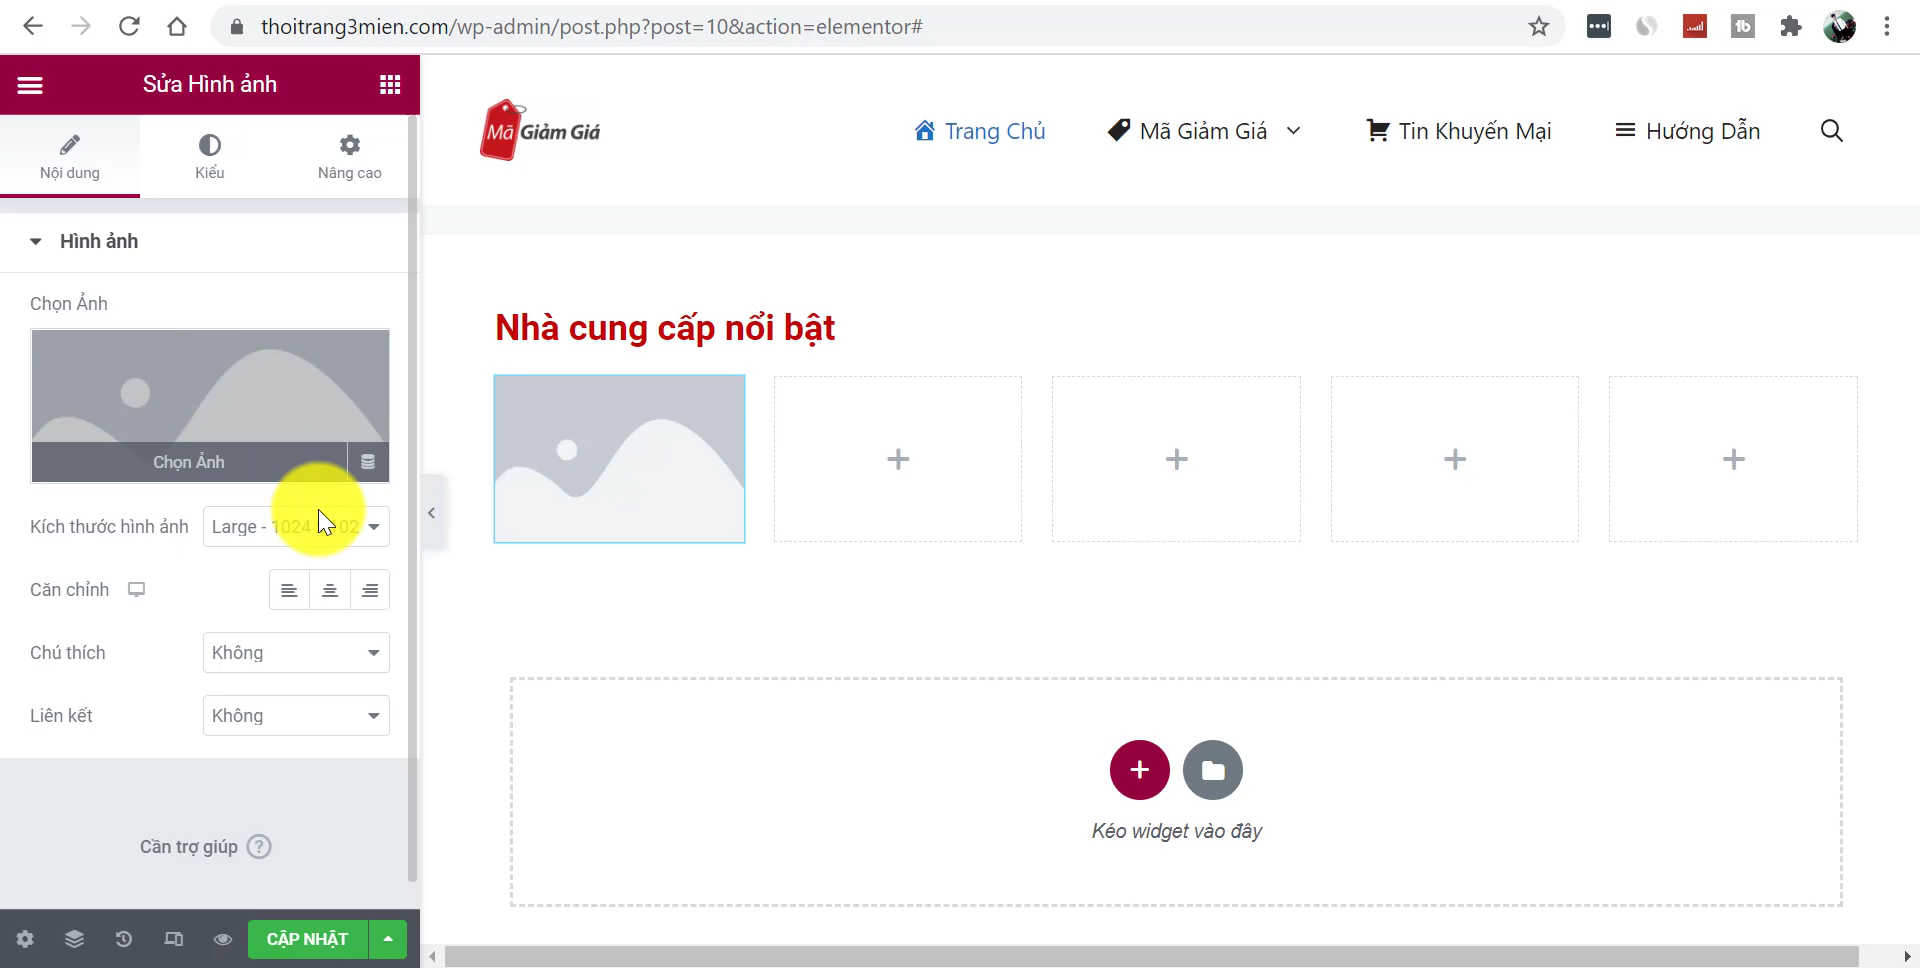 thoitrang3mien.com/wp-admin/post.php?post=10&action=elementor#
Sửa Hình ảnh
Nội dung
Kiểu
Nâng cao
Hình ảnh
Chọn Ảnh
Chọn Ảnh
Kích thước hình ảnh
Large - 1024 02
Căn chỉnh
Chú thích
Không
Liên kết
Không
Cần trợ giúp ?
CẬP NHẬT
Mã Giảm Giá
Trang Chủ
Mã Giảm Giá
Tin Khuyến Mại
Hướng Dẫn
Nhà cung cấp nổi bật
Kéo widget vào đây